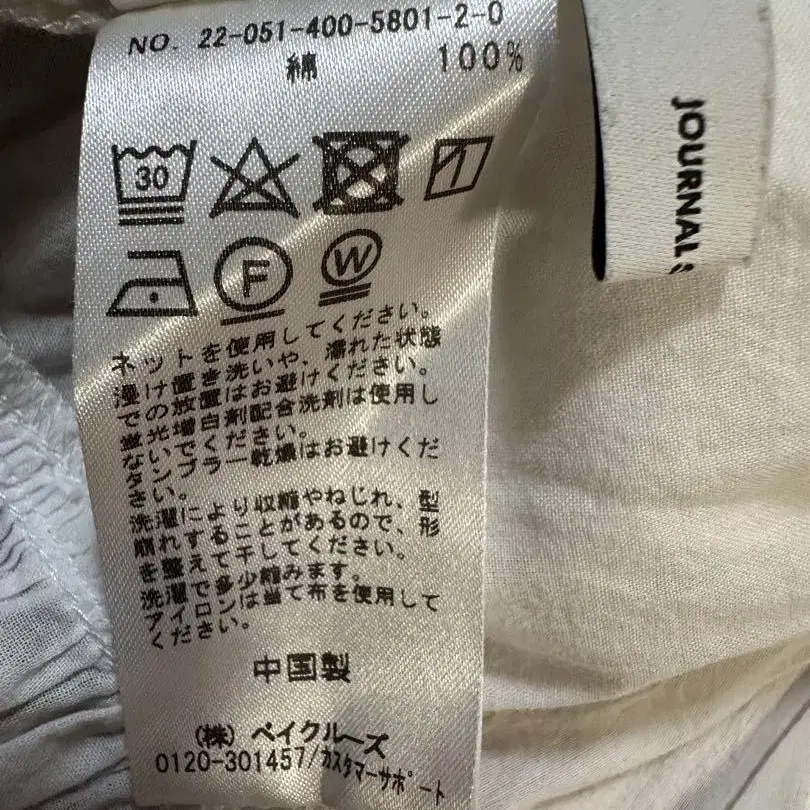 NO. 22-051-400-5801-2-0
綿 100%
30
F
W
ネットを使用してください。
浸け置き洗いや、濡れた状態
での放置はお避けください。
蛍光増白剤配合洗剤は使用し
ないでください。
タンブラー乾燥はお避けくだ
さい。
洗濯により収縮やねじれ、型
崩れすることがあるので、形
を整えて干してください。
洗濯で多少縮みます。
アイロンは当て布を使用して
ください。
中国製
(株) ベイクルーズ
0120-301457/カスタマーサポート
JOURNAL S